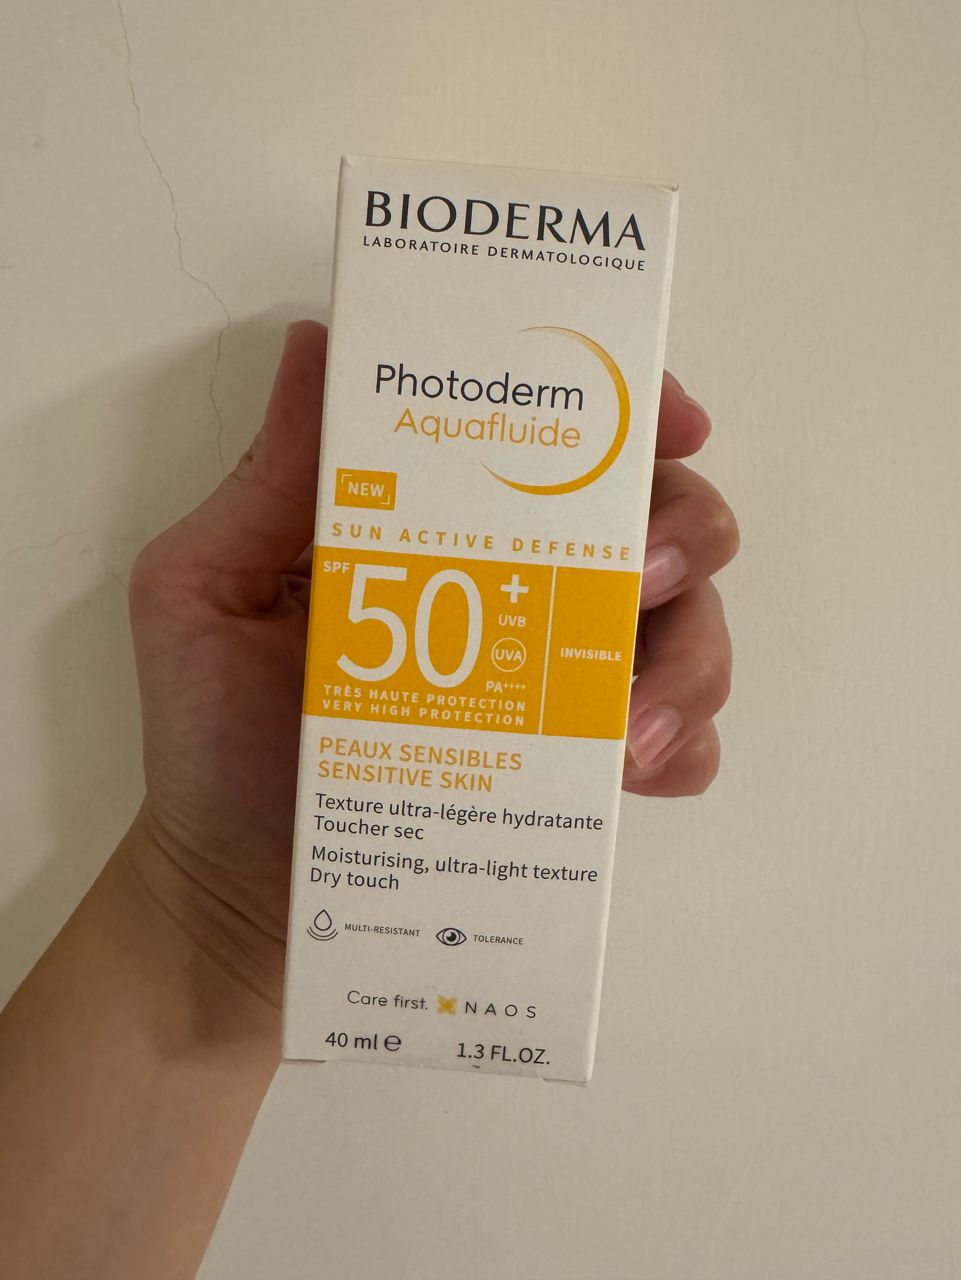 BIODERMA
LABORATOIRE DERMATOLOGIQUE
Photoderm
Aquafluide
NEW
SUN ACTIVE DEFENSE
SPF 50+
UVB
UVA
PA++++
INVISIBLE
TRÈS HAUTE PROTECTION
VERY HIGH PROTECTION
PEAUX SENSIBLES
SENSITIVE SKIN
Texture ultra-légère hydratante
Toucher sec
Moisturising, ultra-light texture
Dry touch
MULTI-RESISTANT TOLERANCE
Care first. NAOS
40 ml ℮ 1.3 FL.OZ.